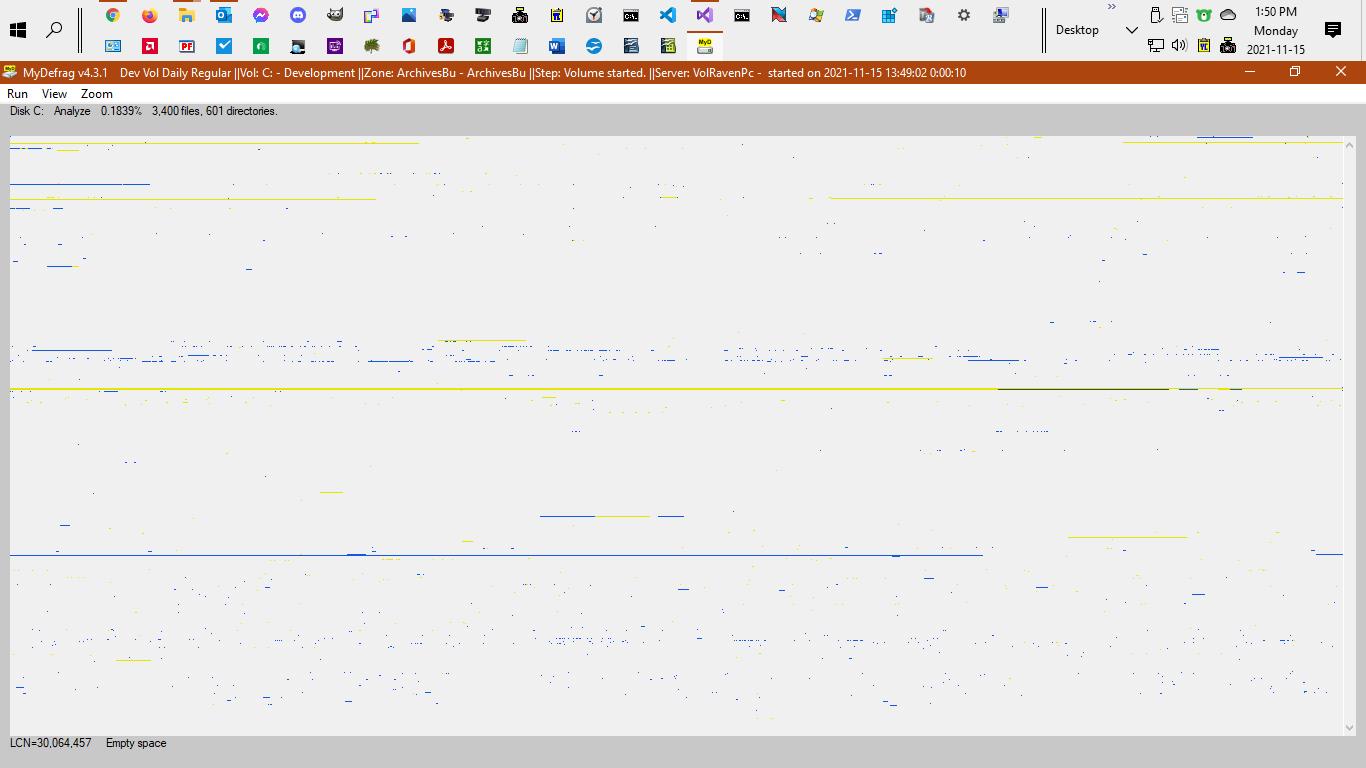 1:50 PM
Desktop
Monday
2021-11-15
MyDefrag v4.3.1 Dev Vol Daily Regular ||Vol: C: - Development ||Zone: ArchivesBu - ArchivesBu ||Step: Volume started. ||Server: VolRavenPc - started on 2021-11-15 13:49:02 0:00:10
Run View Zoom
Disk C: Analyze 0.1839% 3,400 files, 601 directories.
LCN=30,064,457 Empty space